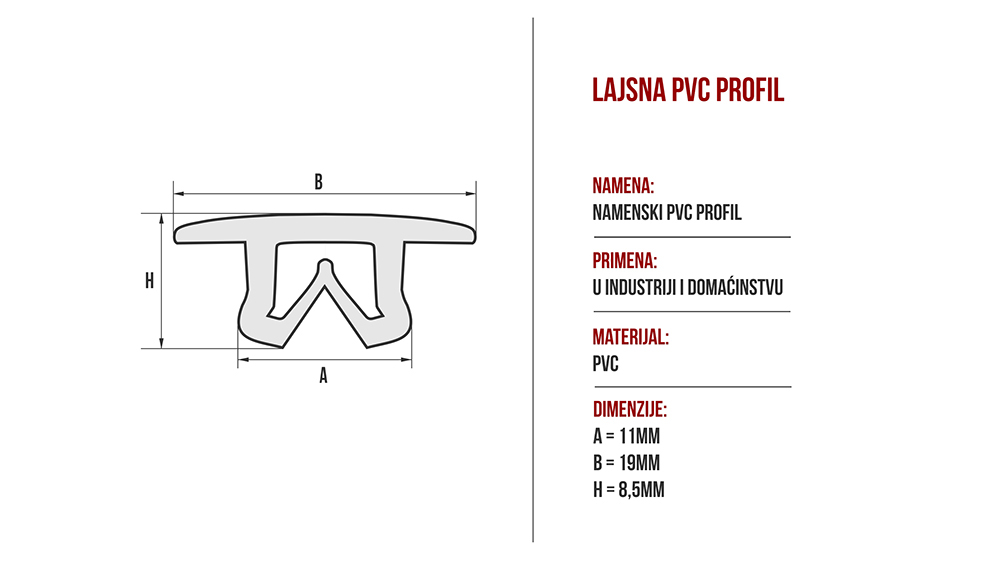 B
H
A
LAJSNA PVC PROFIL
NAMENA:
NAMENSKI PVC PROFIL
PRIMENA:
U INDUSTRIJI I DOMAĆINSTVU
MATERIJAL:
PVC
DIMENZIJE:
A = 11MM
B = 19MM
H = 8,5MM